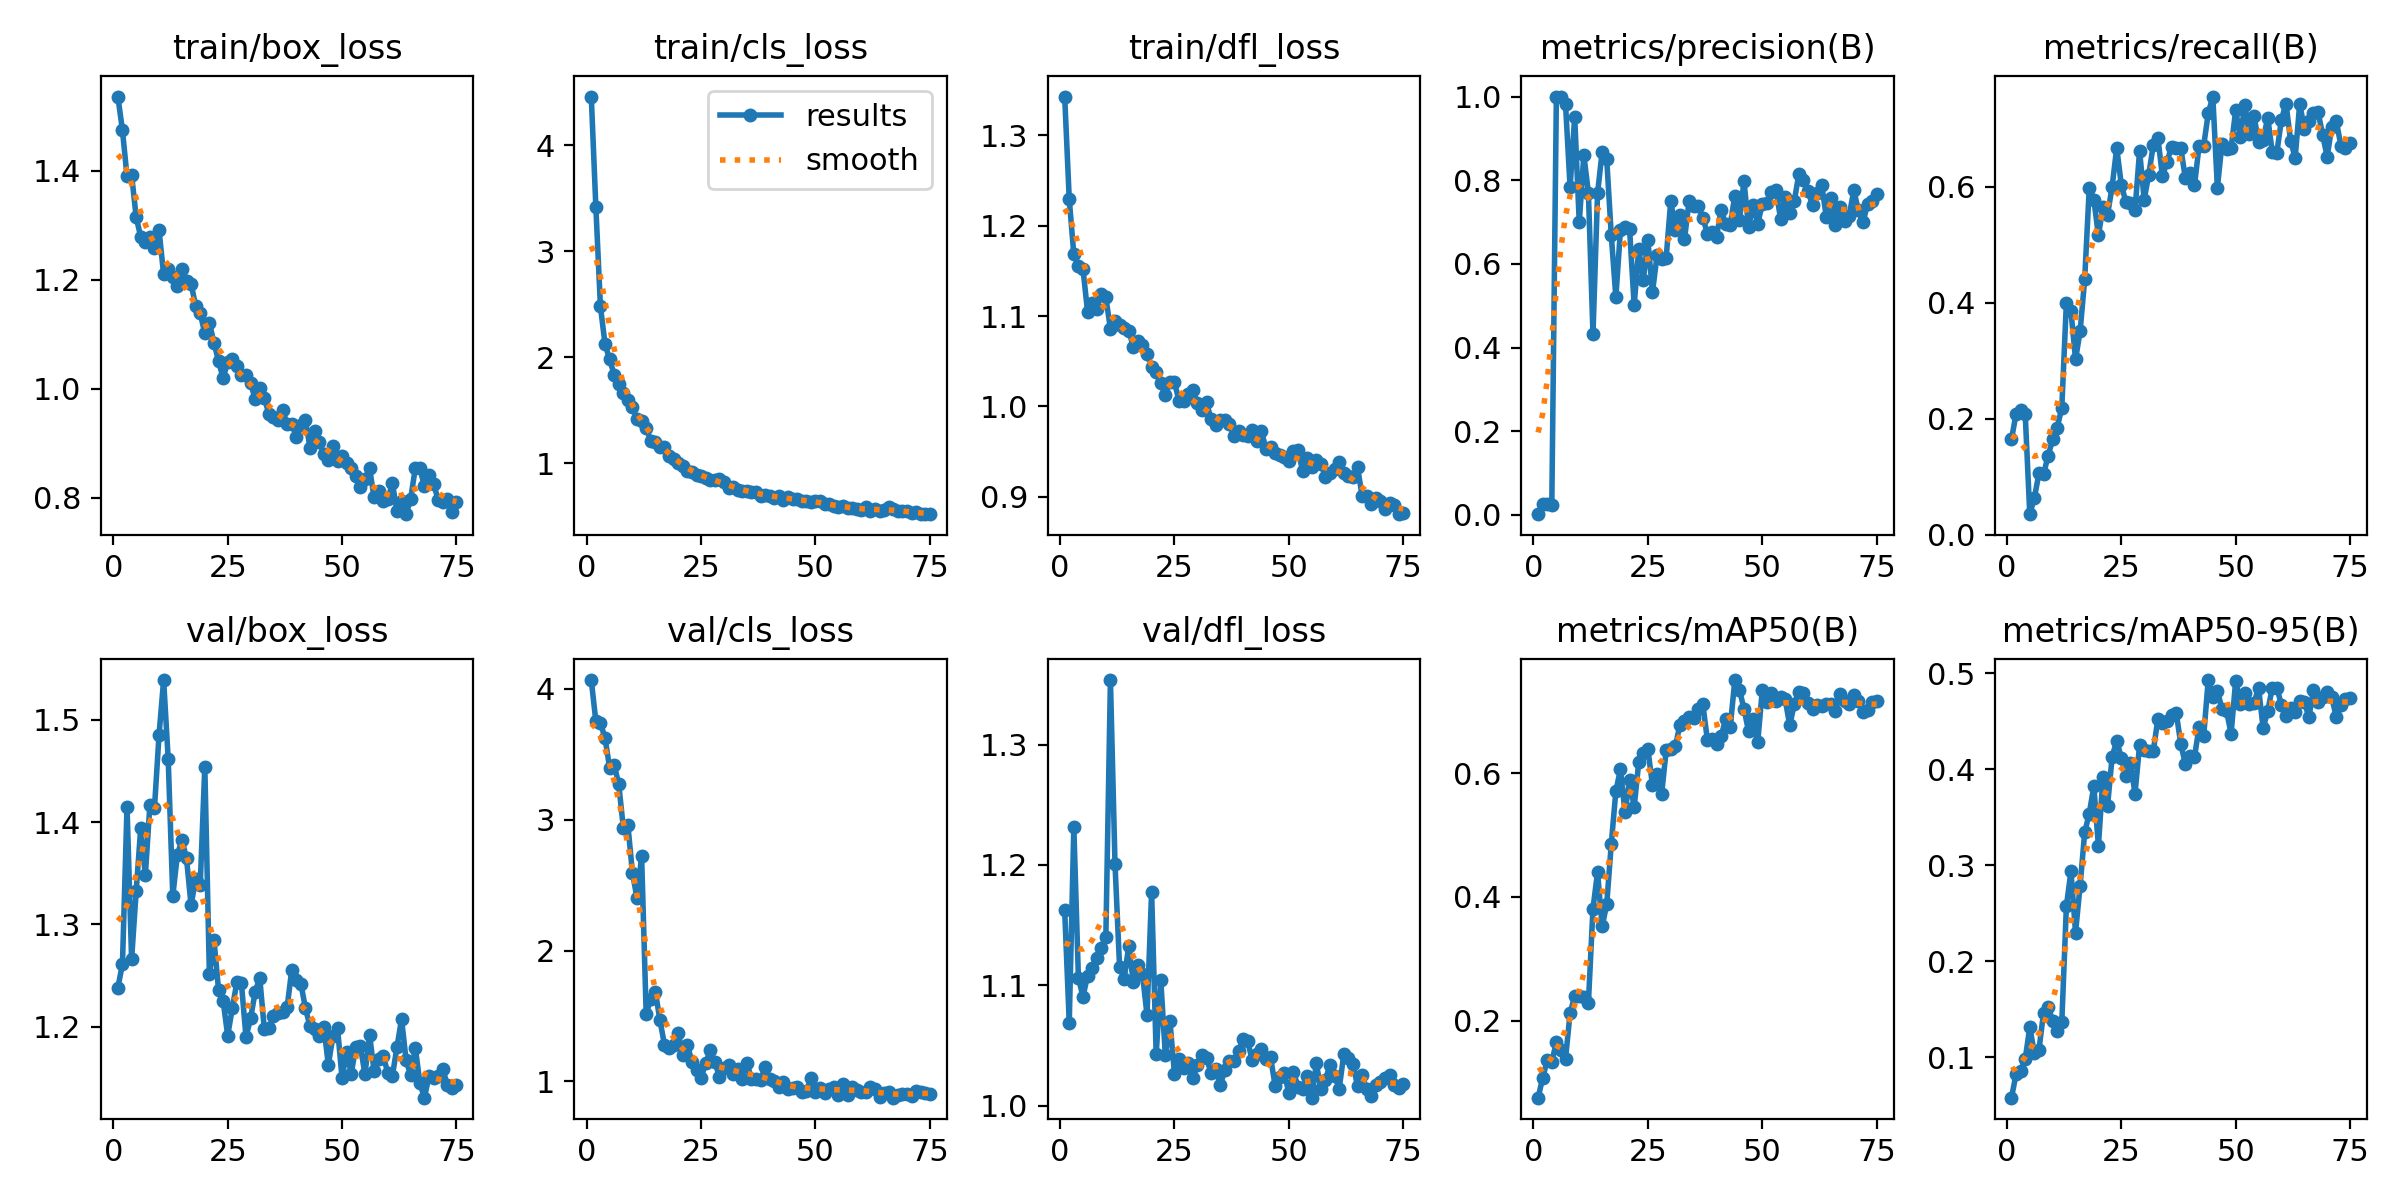 train/box_loss
1.4
1.2
1.0
0.8
0 25 50 75
train/cls_loss
results
smooth
4
3
2
1
0 25 50 75
train/dfl_loss
1.3
1.2
1.1
1.0
0.9
0 25 50 75
metrics/precision(B)
1.0
0.8
0.6
0.4
0.2
0.0
0 25 50 75
metrics/recall(B)
0.6
0.4
0.2
0.0
0 25 50 75
val/box_loss
1.5
1.4
1.3
1.2
0 25 50 75
val/cls_loss
4
3
2
1
0 25 50 75
val/dfl_loss
1.3
1.2
1.1
1.0
0 25 50 75
metrics/mAP50(B)
0.6
0.4
0.2
0 25 50 75
metrics/mAP50-95(B)
0.5
0.4
0.3
0.2
0.1
0 25 50 75